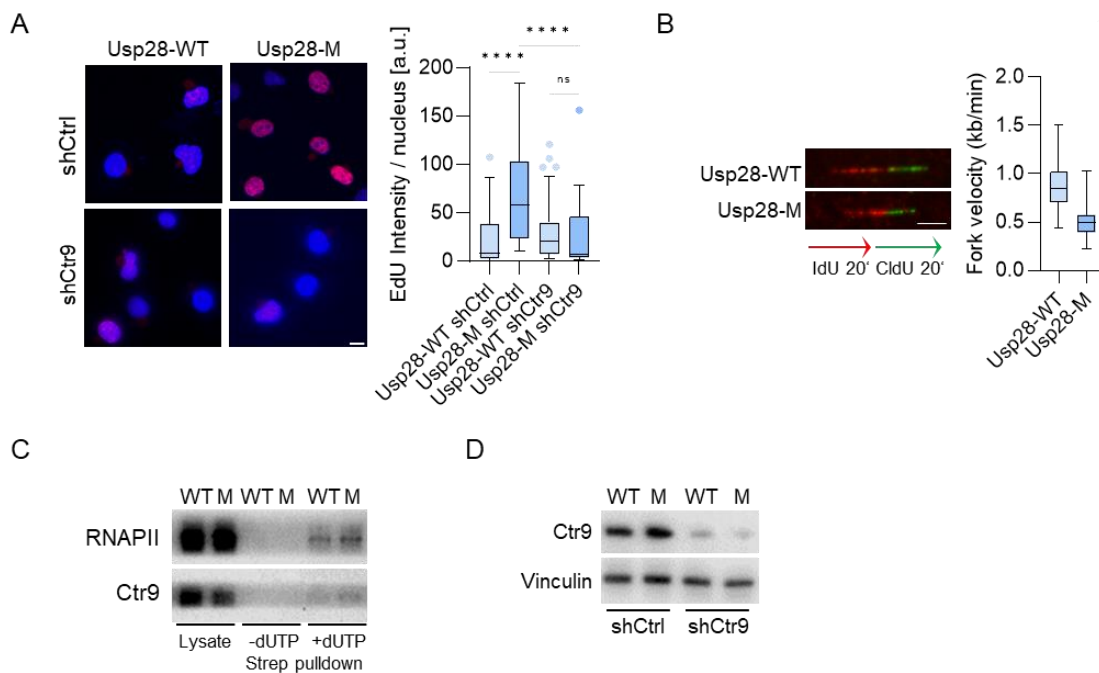 A
Usp28-WT
Usp28-M
shCtrl
shCtr9
EdU Intensity / nucleus [a.u.]
200
150
100
50
0
****
****
ns
Usp28-WT shCtrl
Usp28-M shCtrl
Usp28-WT shCtr9
Usp28-M shCtr9
B
Usp28-WT
Usp28-M
IdU 20'
CldU 20'
Fork velocity (kb/min)
2.0
1.5
1.0
0.5
0.0
Usp28-WT
Usp28-M
C
WT M WT M WT M
RNAPII
Ctr9
Lysate -dUTP +dUTP
Strep pulldown
D
WT M WT M
Ctr9
Vinculin
shCtrl shCtr9